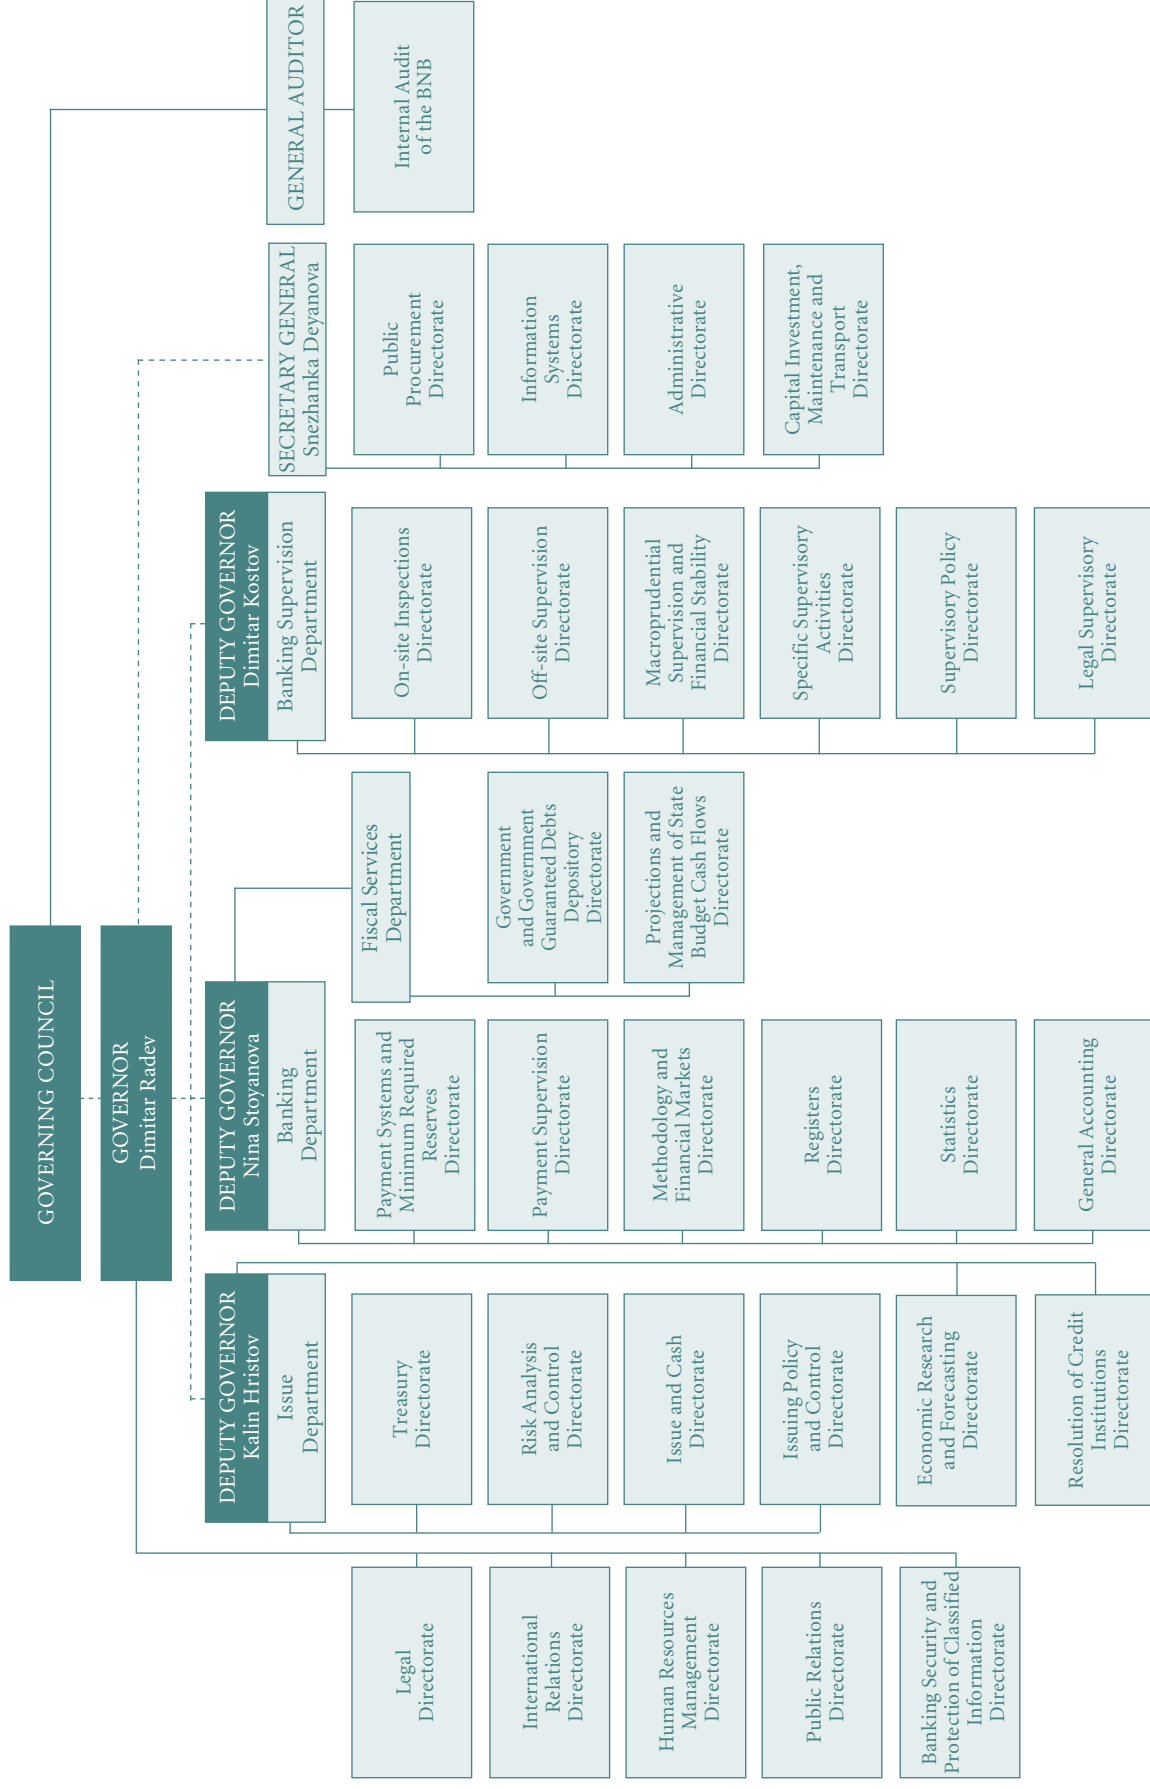 GOVERNING COUNCIL
GOVERNOR
Dimitar Radev
DEPUTY GOVERNOR
Kalin Hristov
Issue
Department
DEPUTY GOVERNOR
Nina Stoyanova
Banking
Department
DEPUTY GOVERNOR
Dimitar Kostov
Banking Supervision
Department
SECRETARY GENERAL
Snezhanka Deyanova
GENERAL AUDITOR
Legal
Directorate
International
Relations
Directorate
Human Resources
Management
Directorate
Public Relations
Directorate
Banking Security and
Protection of Classified
Information
Directorate
Treasury
Directorate
Risk Analysis
and Control
Directorate
Issue and Cash
Directorate
Issuing Policy
and Control
Directorate
Economic Research
and Forecasting
Directorate
Resolution of Credit
Institutions
Directorate
Payment Systems and
Minimum Required
Reserves
Directorate
Payment Supervision
Directorate
Methodology and
Financial Markets
Directorate
Registers
Directorate
Statistics
Directorate
General Accounting
Directorate
Fiscal Services
Department
Government
and Government
Guaranteed Debts
Depository
Directorate
Projections and
Management of State
Budget Cash Flows
Directorate
On-site Inspections
Directorate
Off-site Supervision
Directorate
Macroprudential
Supervision and
Financial Stability
Directorate
Specific Supervisory
Activities
Directorate
Supervisory Policy
Directorate
Legal Supervisory
Directorate
Public
Procurement
Directorate
Information
Systems
Directorate
Administrative
Directorate
Capital Investment,
Maintenance and
Transport
Directorate
Internal Audit
of the BNB